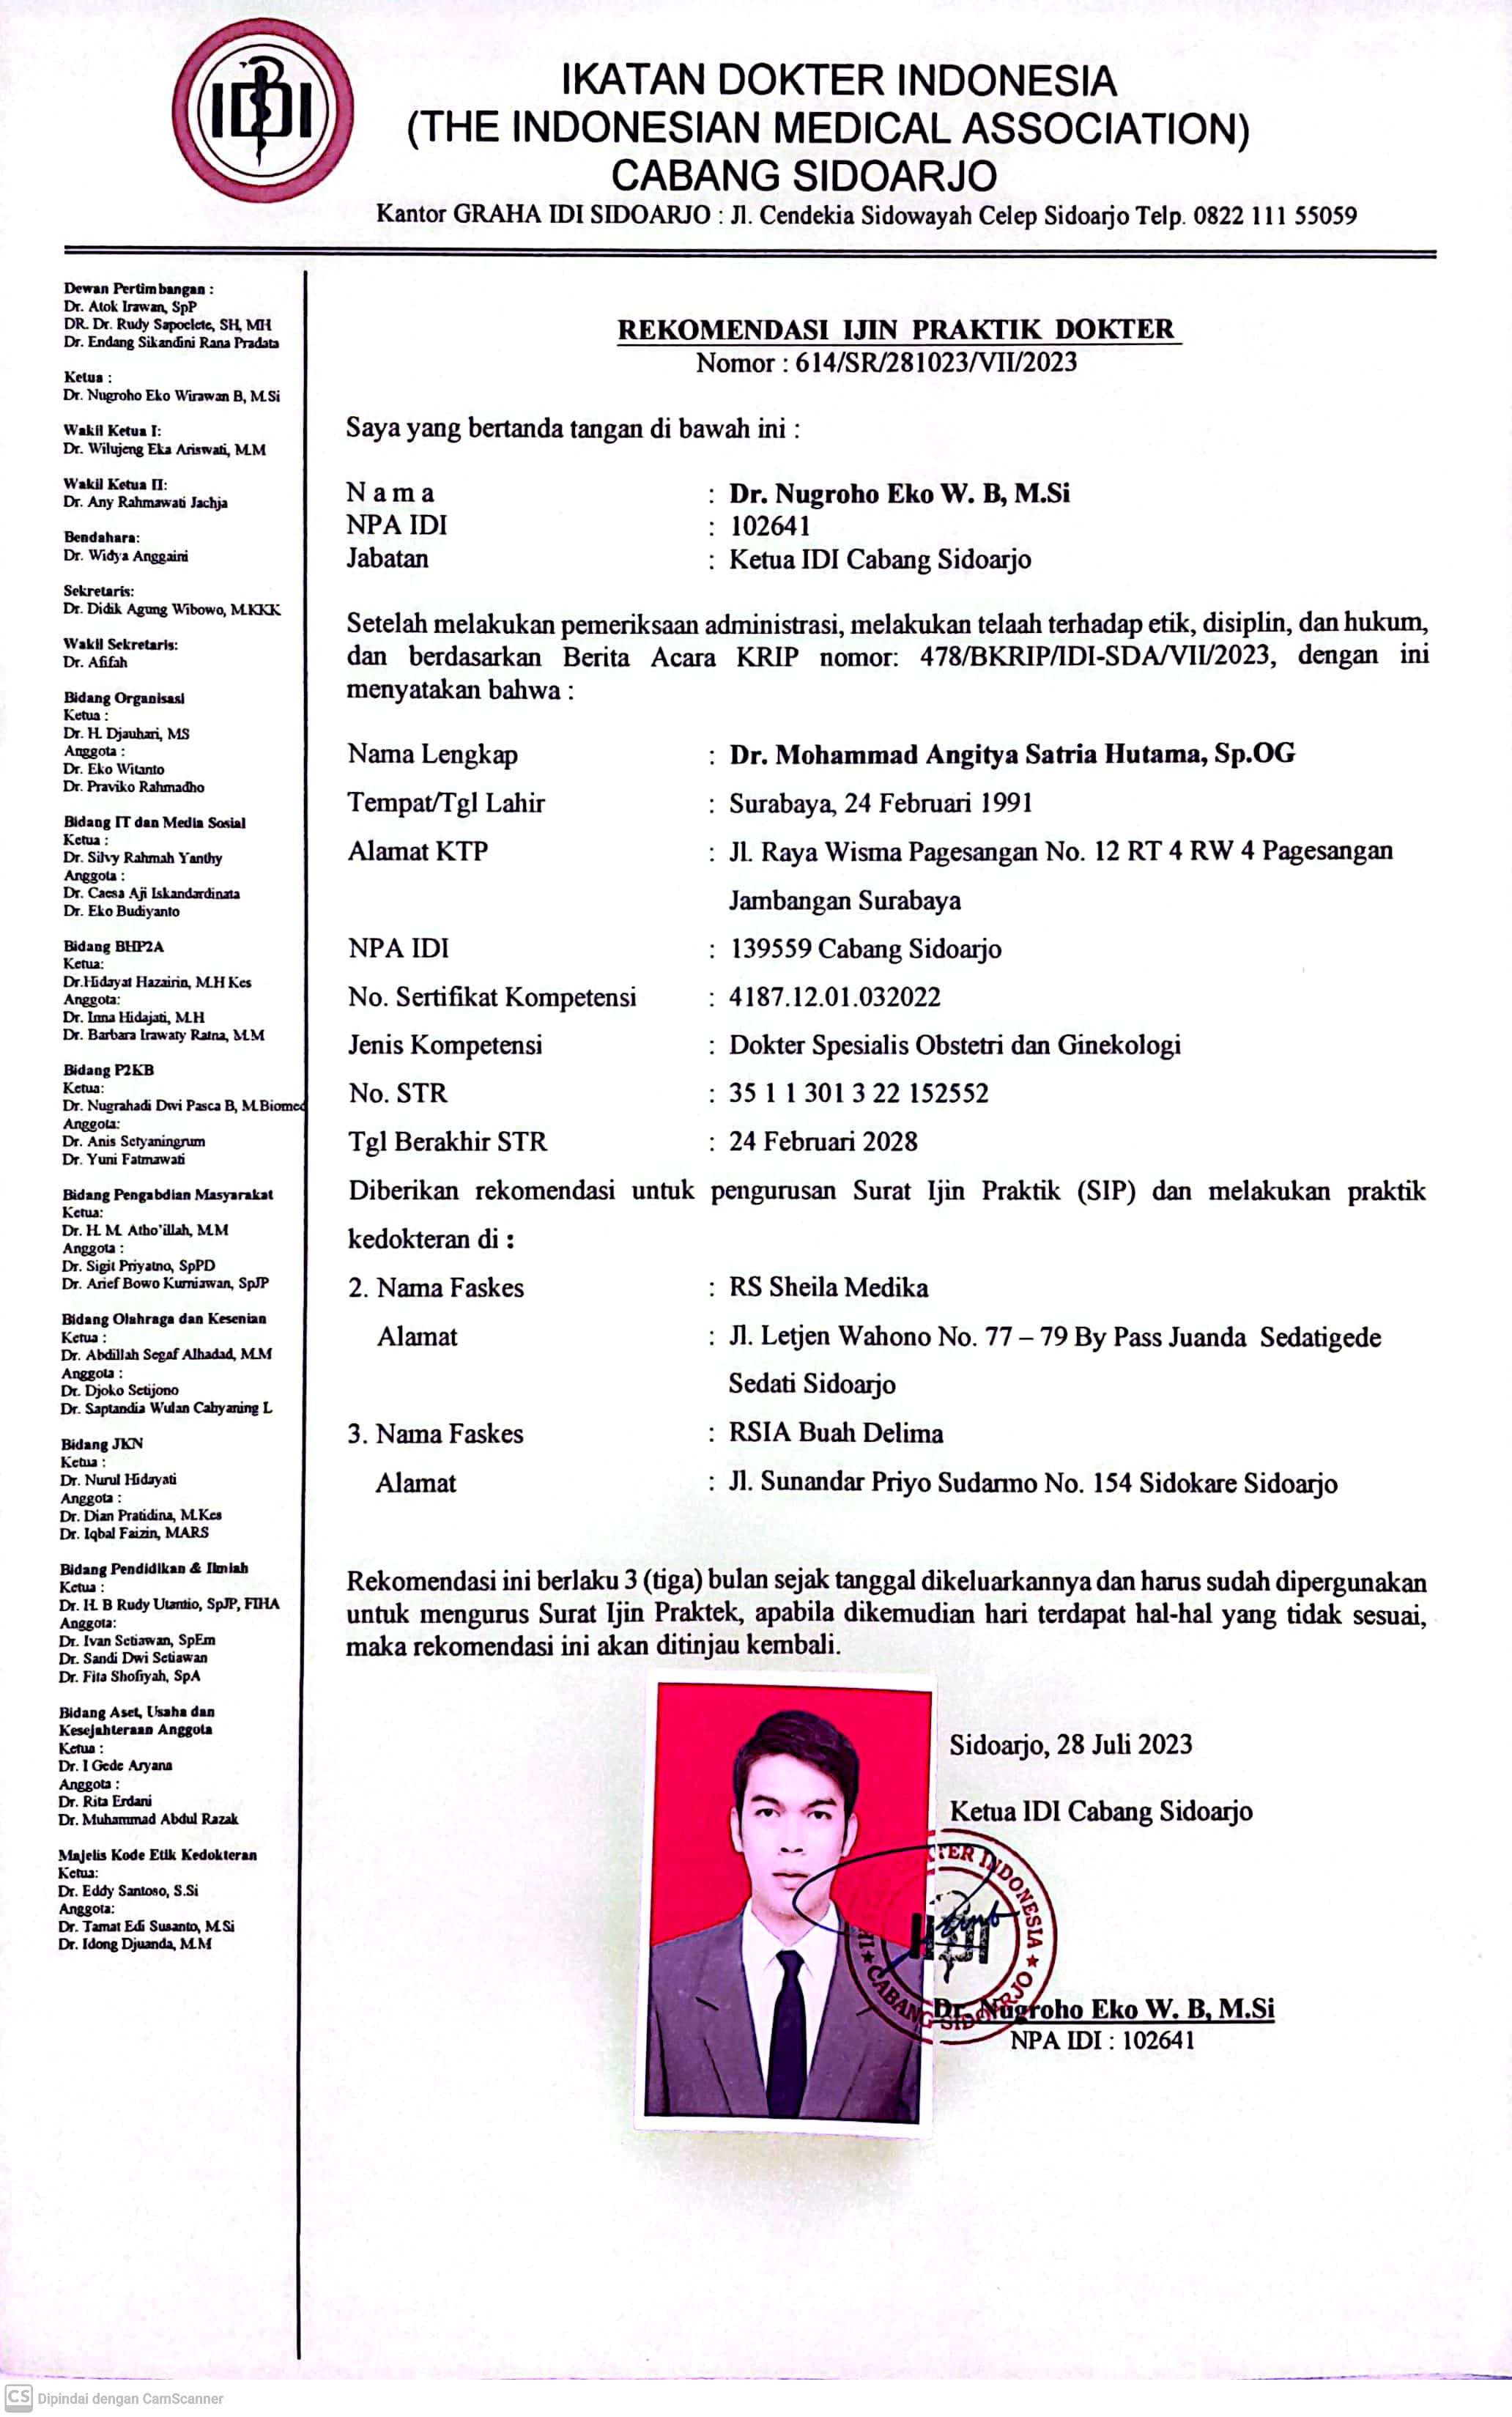 IDI
IKATAN DOKTER INDONESIA
(THE INDONESIAN MEDICAL ASSOCIATION)
CABANG SIDOARJO
Kantor GRAHA IDI SIDOARJO : Jl. Cendekia Sidowayah Celep Sidoarjo Telp. 0822 111 55059
Dewan Pertimbangan :
Dr. Atok Irawan, SpP
DR. Dr. Rudy Sapoelete, SH, MH
Dr. Endang Sikandini Rana Pradata
Ketua :
Dr. Nugroho Eko Wirawan B, M.Si
Wakil Ketua I:
Dr. Wilujeng Eka Ariswati, M.M
Wakil Ketua II:
Dr. Any Rahmawati Jachja
Bendahara:
Dr. Widya Anggaini
Sekretaris:
Dr. Didik Agung Wibowo, M.KKK
Wakil Sekretaris:
Dr. Afifah
Bidang Organisasi
Ketua :
Dr. H. Djauhari, MS
Anggota :
Dr. Eko Witanto
Dr. Praviko Rahmadho
Bidang IT dan Media Sosial
Ketua :
Dr. Silvy Rahmah Yanthy
Anggota :
Dr. Caesa Aji Iskandardinata
Dr. Eko Budiyanto
Bidang BHP2A
Ketua:
Dr.Hidayat Hazairin, M.H Kes
Anggota:
Dr. Inna Hidajati, M.H
Dr. Barbara Irawaty Ratna, M.M
Bidang P2KB
Ketua:
Dr. Nugrahadi Dwi Pasca B, M.Biomed
Anggota:
Dr. Anis Setyaningrum
Dr. Yuni Fatmawati
Bidang Pengabdian Masyarakat
Ketua:
Dr. H. M. Atho'illah, M.M
Anggota :
Dr. Sigit Priyatno, SpPD
Dr. Arief Bowo Kurniawan, SpJP
Bidang Olahraga dan Kesenian
Ketua :
Dr. Abdillah Segaf Alhadad, M.M
Anggota :
Dr. Djoko Setijono
Dr. Saptandia Wulan Cahyaning L
Bidang JKN
Ketua :
Dr. Nurul Hidayati
Anggota :
Dr. Dian Pratidina, M.Kes
Dr. Iqbal Faizin, MARS
Bidang Pendidikan & Ilmiah
Ketua :
Dr. H. B Rudy Utantio, SpJP, FIHA
Anggota:
Dr. Ivan Setiawan, SpEm
Dr. Sandi Dwi Setiawan
Dr. Fita Shofiyah, SpA
Bidang Aset, Usaha dan
Kesejahteraan Anggota
Ketua :
Dr. I Gede Aryana
Anggota :
Dr. Rita Erdani
Dr. Muhammad Abdul Razak
Majelis Kode Etik Kedokteran
Ketua:
Dr. Eddy Santoso, S.Si
Anggota:
Dr. Tamat Edi Susanto, M.Si
Dr. Idong Djuanda, M.M
REKOMENDASI IJIN PRAKTIK DOKTER
Nomor : 614/SR/281023/VII/2023
Saya yang bertanda tangan di bawah ini :
N a m a : Dr. Nugroho Eko W. B, M.Si
NPA IDI : 102641
Jabatan : Ketua IDI Cabang Sidoarjo
Setelah melakukan pemeriksaan administrasi, melakukan telaah terhadap etik, disiplin, dan hukum,
dan berdasarkan Berita Acara KRIP nomor: 478/BKRIP/IDI-SDA/VII/2023, dengan ini
menyatakan bahwa :
Nama Lengkap : Dr. Mohammad Angitya Satria Hutama, Sp.OG
Tempat/Tgl Lahir : Surabaya, 24 Februari 1991
Alamat KTP : Jl. Raya Wisma Pagesangan No. 12 RT 4 RW 4 Pagesangan
Jambangan Surabaya
NPA IDI : 139559 Cabang Sidoarjo
No. Sertifikat Kompetensi : 4187.12.01.032022
Jenis Kompetensi : Dokter Spesialis Obstetri dan Ginekologi
No. STR : 35 1 1 301 3 22 152552
Tgl Berakhir STR : 24 Februari 2028
Diberikan rekomendasi untuk pengurusan Surat Ijin Praktik (SIP) dan melakukan praktik
kedokteran di :
2. Nama Faskes : RS Sheila Medika
Alamat : Jl. Letjen Wahono No. 77 – 79 By Pass Juanda Sedatigede
Sedati Sidoarjo
3. Nama Faskes : RSIA Buah Delima
Alamat : Jl. Sunandar Priyo Sudarmo No. 154 Sidokare Sidoarjo
Rekomendasi ini berlaku 3 (tiga) bulan sejak tanggal dikeluarkannya dan harus sudah dipergunakan
untuk mengurus Surat Ijin Praktek, apabila dikemudian hari terdapat hal-hal yang tidak sesuai,
maka rekomendasi ini akan ditinjau kembali.
Sidoarjo, 28 Juli 2023
Ketua IDI Cabang Sidoarjo
INDONESIA
CABANG SIDOARJO
Dr. Nugroho Eko W. B, M.Si
NPA IDI : 102641
CS Dipindai dengan CamScanner